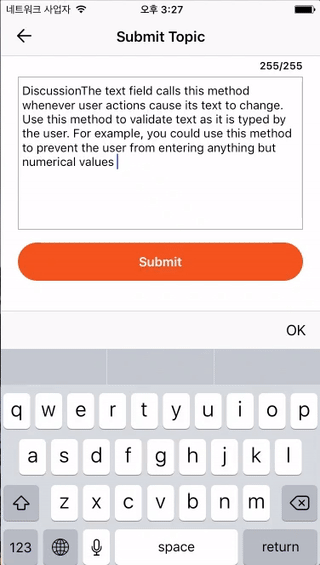 네트워크 사업자 오후 3:27
Submit Topic
255/255
DiscussionThe text field calls this method
whenever user actions cause its text to change.
Use this method to validate text as it is typed by
the user. For example, you could use this method
to prevent the user from entering anything but
numerical values
Submit
OK
q w e r t y u i o p
a s d f g h j k l
z x c v b n m
123 space return